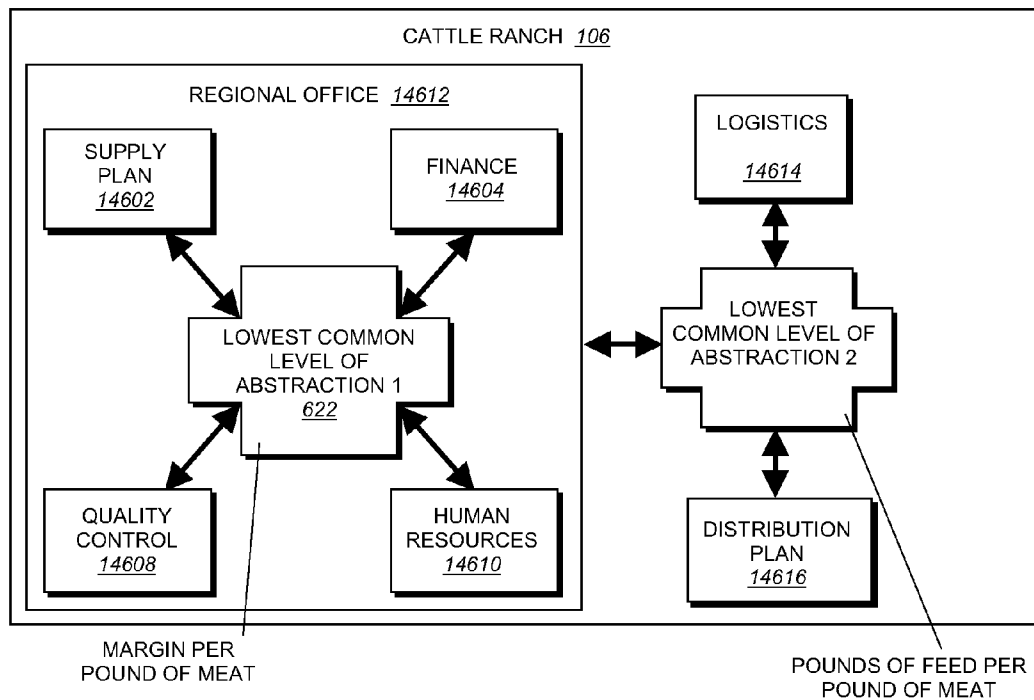 CATTLE RANCH 106
REGIONAL OFFICE 14612
SUPPLY
PLAN
14602
FINANCE
14604
LOWEST COMMON
LEVEL OF
ABSTRACTION 1
622
QUALITY
CONTROL
14608
HUMAN
RESOURCES
14610
LOGISTICS
14614
LOWEST
COMMON LEVEL OF
ABSTRACTION 2
DISTRIBUTION
PLAN
14616
MARGIN PER
POUND OF MEAT
POUNDS OF FEED PER
POUND OF MEAT